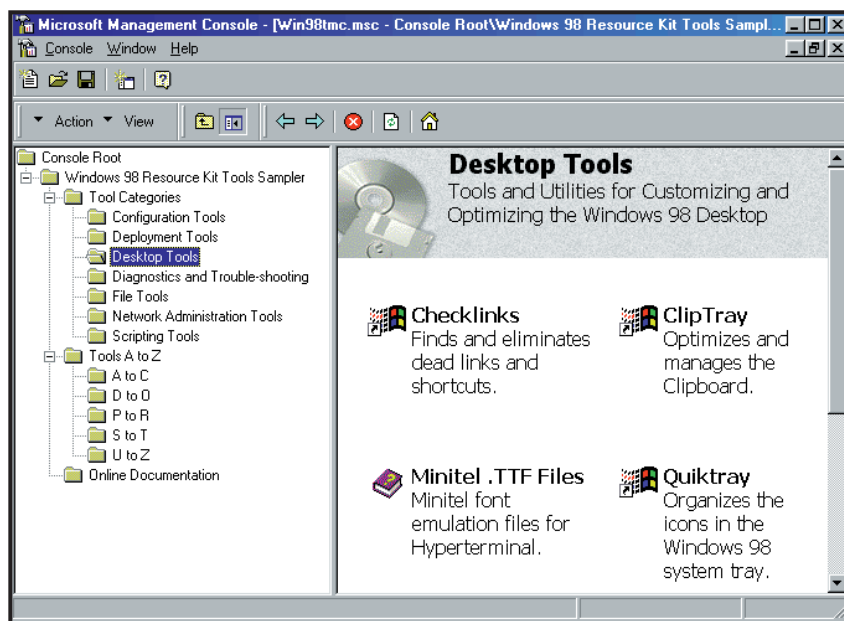 Microsoft Management Console - [Win98tmc.msc - Console Root\Windows 98 Resource Kit Tools Sampl...
Console Window Help
Action View
Console Root
Windows 98 Resource Kit Tools Sampler
Tool Categories
Configuration Tools
Deployment Tools
Desktop Tools
Diagnostics and Trouble-shooting
File Tools
Network Administration Tools
Scripting Tools
Tools A to Z
A to C
D to O
P to R
S to T
U to Z
Online Documentation
Desktop Tools
Tools and Utilities for Customizing and
Optimizing the Windows 98 Desktop
Checklinks
Finds and eliminates
dead links and
shortcuts.
ClipTray
Optimizes and
manages the
Clipboard.
Minitel .TTF Files
Minitel font
emulation files for
Hyperterminal.
Quiktray
Organizes the
icons in the
Windows 98
system tray.